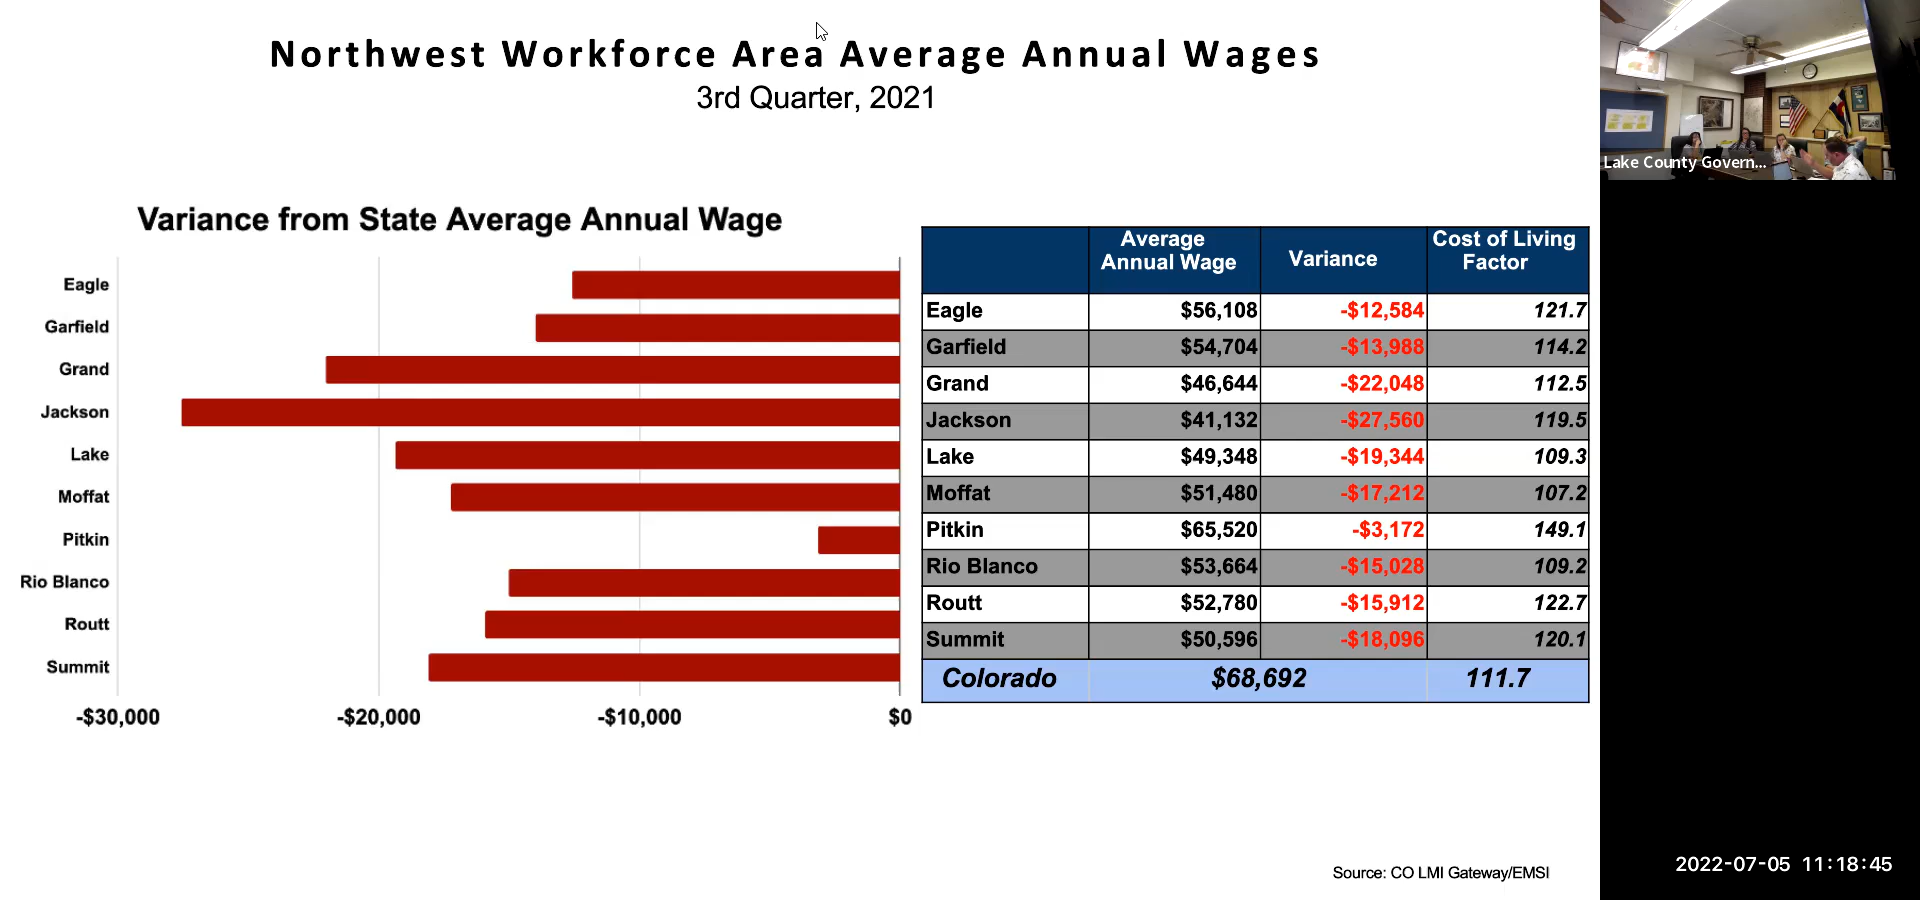 Northwest Workforce Area Average Annual Wages
3rd Quarter, 2021
Lake County Govern...
Variance from State Average Annual Wage
Eagle
Garfield
Grand
Jackson
Lake
Moffat
Pitkin
Rio Blanco
Routt
Summit
-$30,000 -$20,000 -$10,000 $0
Average Annual Wage Variance Cost of Living Factor
Eagle $56,108 -$12,584 121.7
Garfield $54,704 -$13,988 114.2
Grand $46,644 -$22,048 112.5
Jackson $41,132 -$27,560 119.5
Lake $49,348 -$19,344 109.3
Moffat $51,480 -$17,212 107.2
Pitkin $65,520 -$3,172 149.1
Rio Blanco $53,664 -$15,028 109.2
Routt $52,780 -$15,912 122.7
Summit $50,596 -$18,096 120.1
Colorado $68,692 111.7
Source: CO LMI Gateway/EMSI
2022-07-05 11:18:45